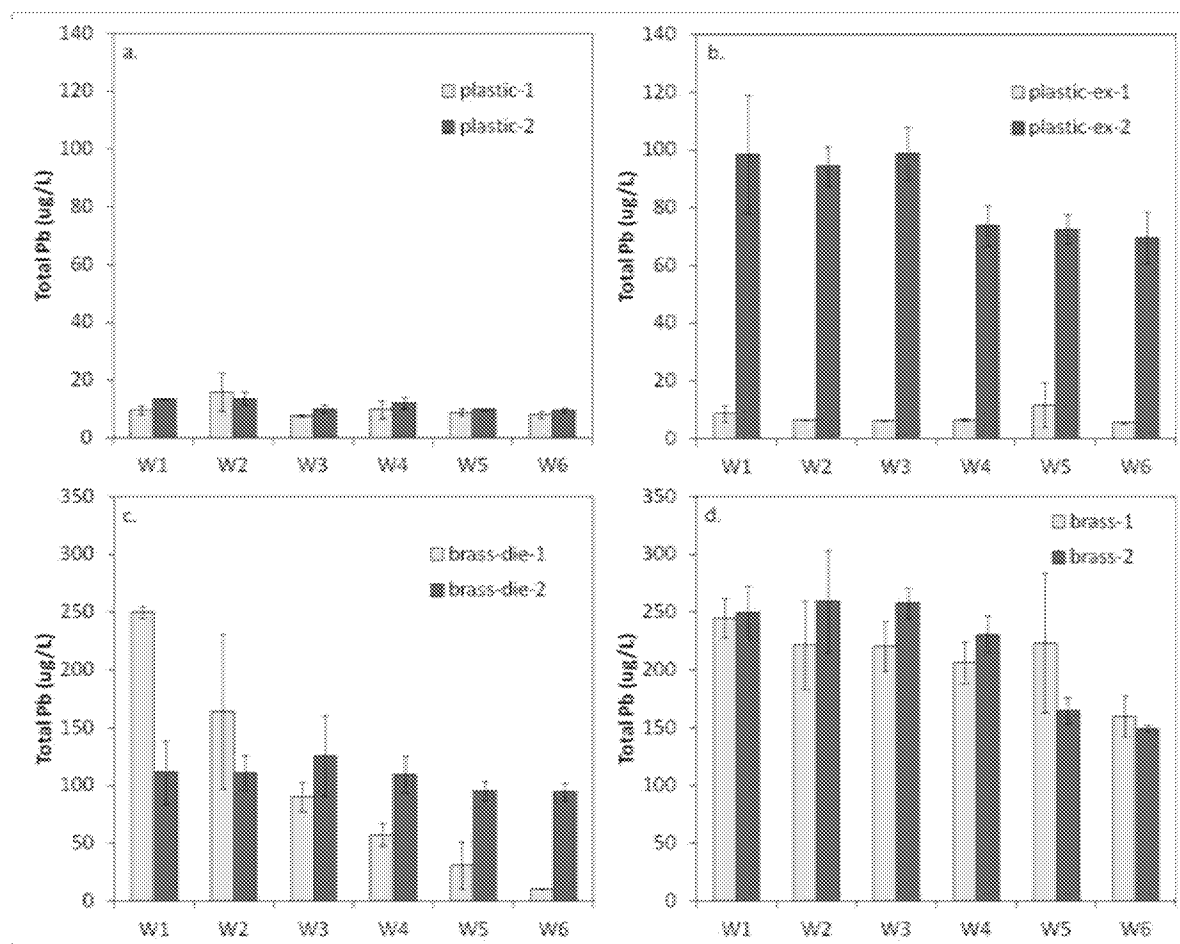 140
120
100
80
60
40
20
0
Total Pb (ug/L)
a.
plastic-1
plastic-2
W1 W2 W3 W4 W5 W6
140
120
100
80
60
40
20
0
Total Pb (ug/L)
b.
plastic-ex-1
plastic-ex-2
W1 W2 W3 W4 W5 W6
350
300
250
200
150
100
50
0
Total Pb (ug/L)
c.
brass-die-1
brass-die-2
W1 W2 W3 W4 W5 W6
350
300
250
200
150
100
50
0
Total Pb (ug/L)
d.
brass-1
brass-2
W1 W2 W3 W4 W5 W6